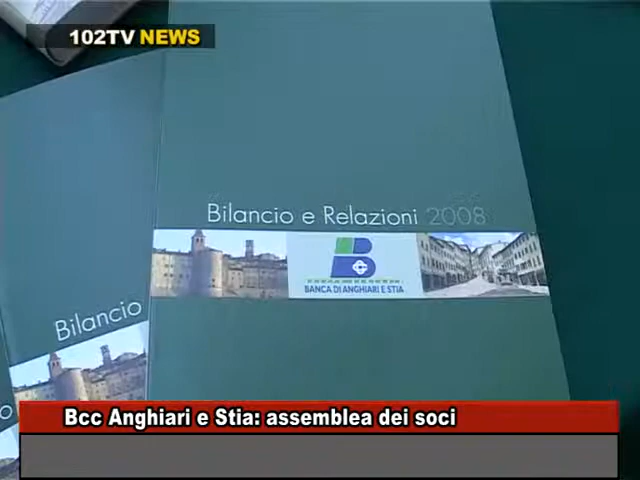 102TV NEWS
Bilancio e Relazioni 2008
BANCA DI ANGHIARI E STIA
Bilancio
o
Bcc Anghiari e Stia: assemblea dei soci